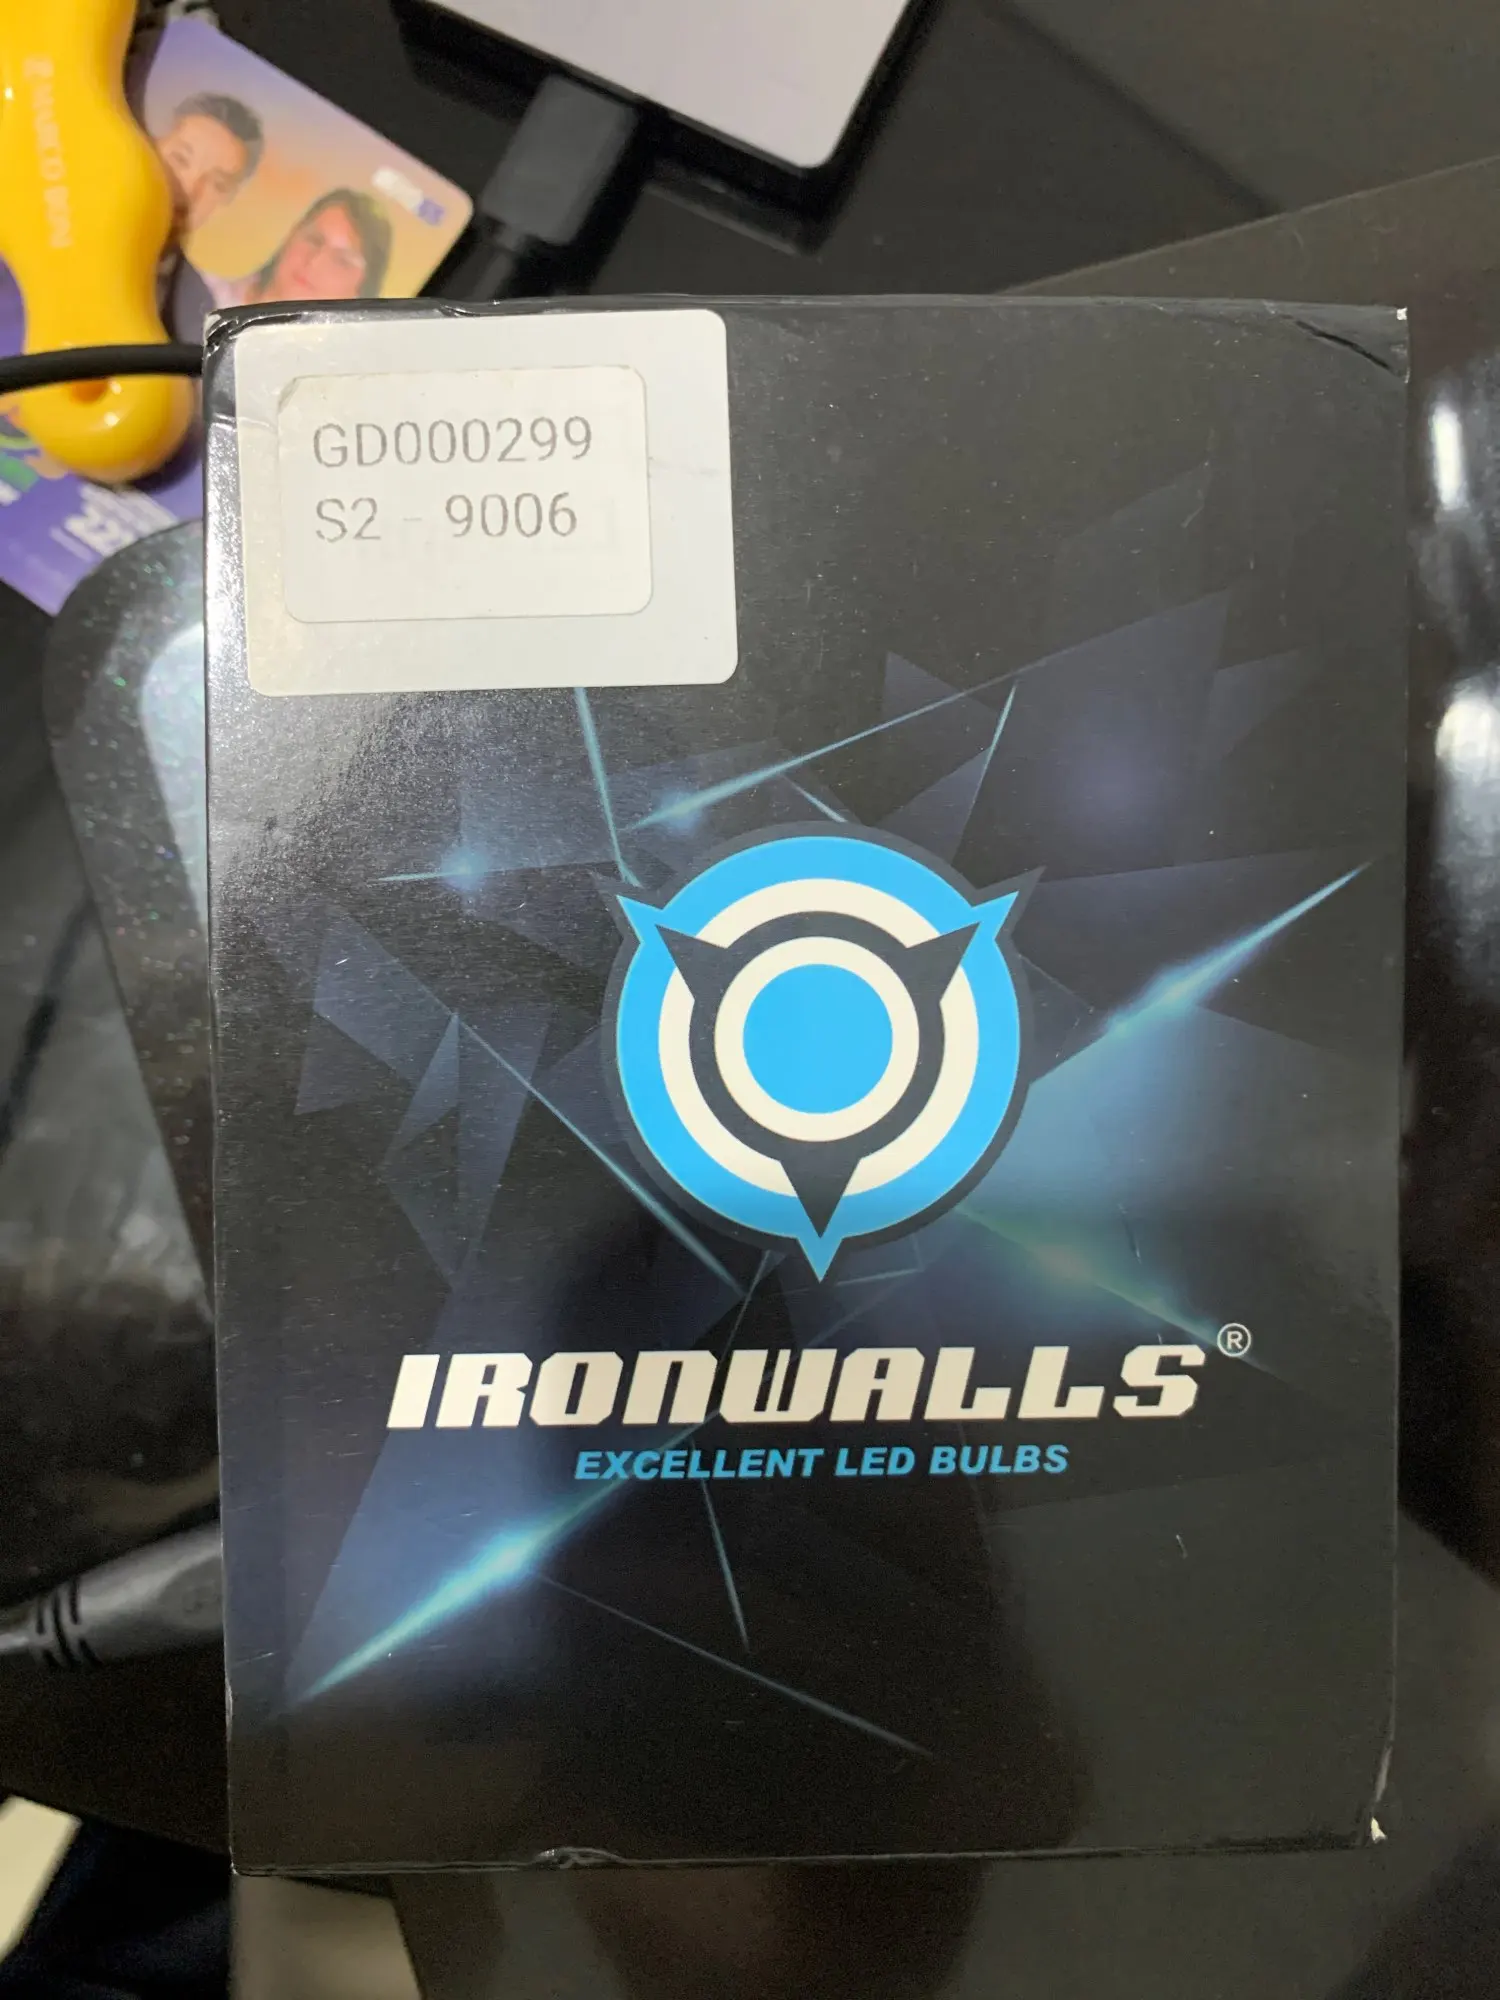 GD000299
S2 - 9006
IRONWALLS®
EXCELLENT LED BULBS